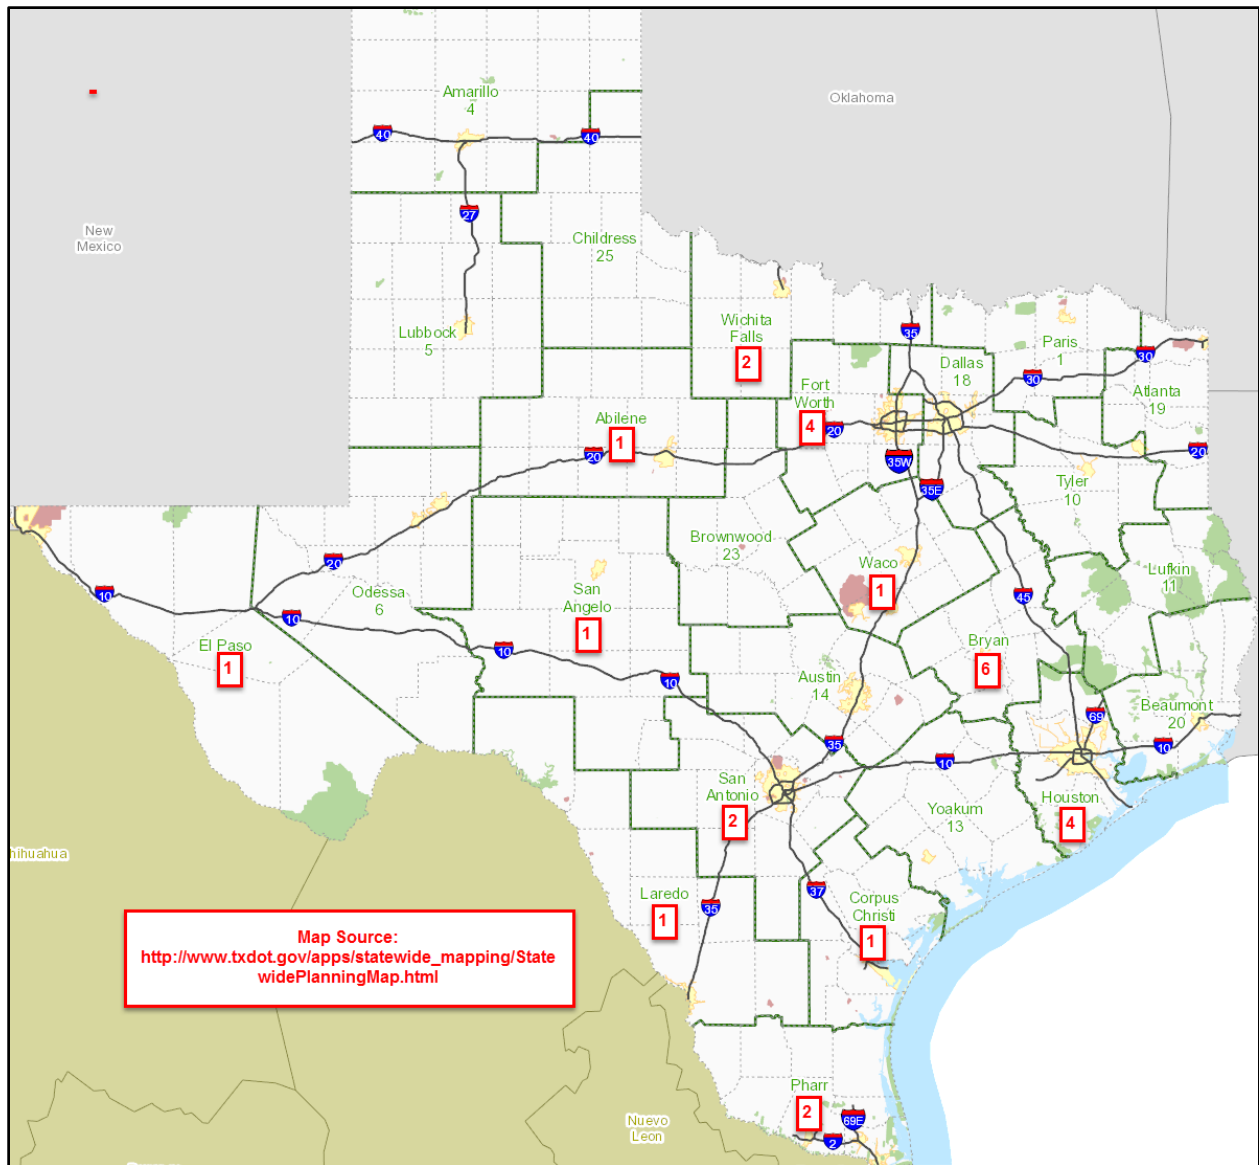 Oklahoma
Amarillo
4
40
40
New
Mexico
27
Childress
25
Lubbock
5
Wichita
Falls
2
35
Dallas
18
Paris
1
30
30
Atlanta
19
Fort
Worth
4
20
Abilene
1
20
35W
35E
20
Tyler
10
Brownwood
23
Waco
1
Lufkin
11
20
10
Odessa
6
10
San
Angelo
1
45
El Paso
1
10
10
Bryan
6
Austin
14
69
Beaumont
20
35
10
10
San
Antonio
2
Yoakum
13
Houston
4
hihuahua
Laredo
1
35
37
Corpus
Christi
1
Map Source:
http://www.txdot.gov/apps/statewide_mapping/State
widePlanningMap.html
Pharr
2
69E
2
Nuevo
Leon